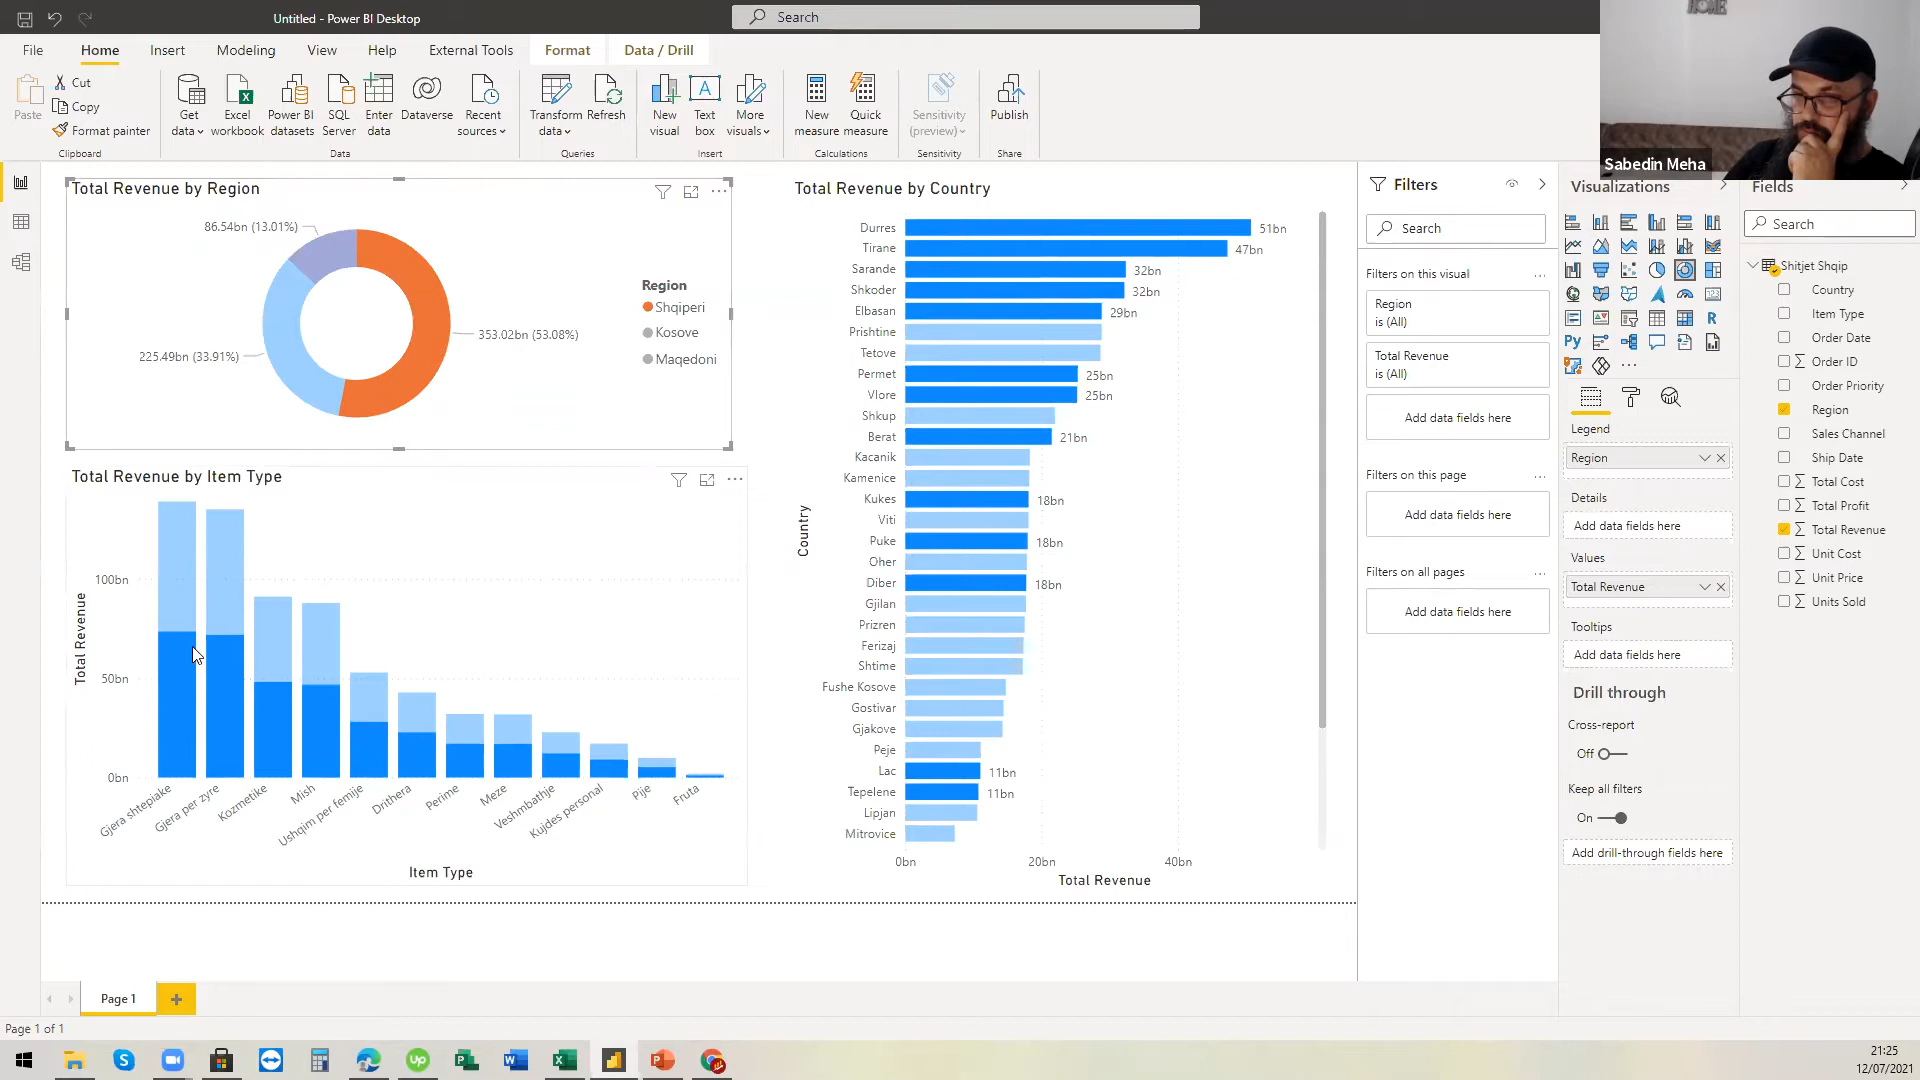 Untitled - Power BI Desktop
Search
Sabedin Meha
File
Home
Insert
Modeling
View
Help
External Tools
Format
Data / Drill
Paste
Cut
Copy
Format painter
Clipboard
Get data
Excel workbook
Power BI datasets
SQL Server
Enter data
Dataverse
Recent sources
Data
Transform data
Refresh
Queries
New visual
Text box
More visuals
Insert
New measure
Quick measure
Calculations
Sensitivity (preview)
Sensitivity
Publish
Share
Total Revenue by Region
86.54bn (13.01%)
225.49bn (33.91%)
353.02bn (53.08%)
Region
Shqiperi
Kosove
Maqedoni
Total Revenue by Item Type
Total Revenue
100bn
50bn
0bn
Gjera shtepiake
Gjera per zyre
Kozmetike
Mish
Ushqim per femije
Drithera
Perime
Meze
Veshmbathje
Kujdes personal
Pije
Fruta
Item Type
Total Revenue by Country
Country
Durres 51bn
Tirane 47bn
Sarande 32bn
Shkoder 32bn
Elbasan 29bn
Prishtine
Tetove
Permet 25bn
Vlore 25bn
Shkup
Berat 21bn
Kacanik
Kamenice
Kukes 18bn
Viti
Puke 18bn
Oher
Diber 18bn
Gjilan
Prizren
Ferizaj
Shtime
Fushe Kosove
Gostivar
Gjakove
Peje
Lac 11bn
Tepelene 11bn
Lipjan
Mitrovice
0bn 20bn 40bn
Total Revenue
Filters
Search
Filters on this visual
Region
is (All)
Total Revenue
is (All)
Add data fields here
Filters on this page
Add data fields here
Filters on all pages
Add data fields here
Visualizations
R
Py
123
Legend
Region
Details
Add data fields here
Values
Total Revenue
Tooltips
Add data fields here
Drill through
Cross-report
Off
Keep all filters
On
Add drill-through fields here
Fields
Search
Shitjet Shqip
Country
Item Type
Order Date
Order ID
Order Priority
Region
Sales Channel
Ship Date
Total Cost
Total Profit
Total Revenue
Unit Cost
Unit Price
Units Sold
Page 1
Page 1 of 1
21:25
12/07/2021